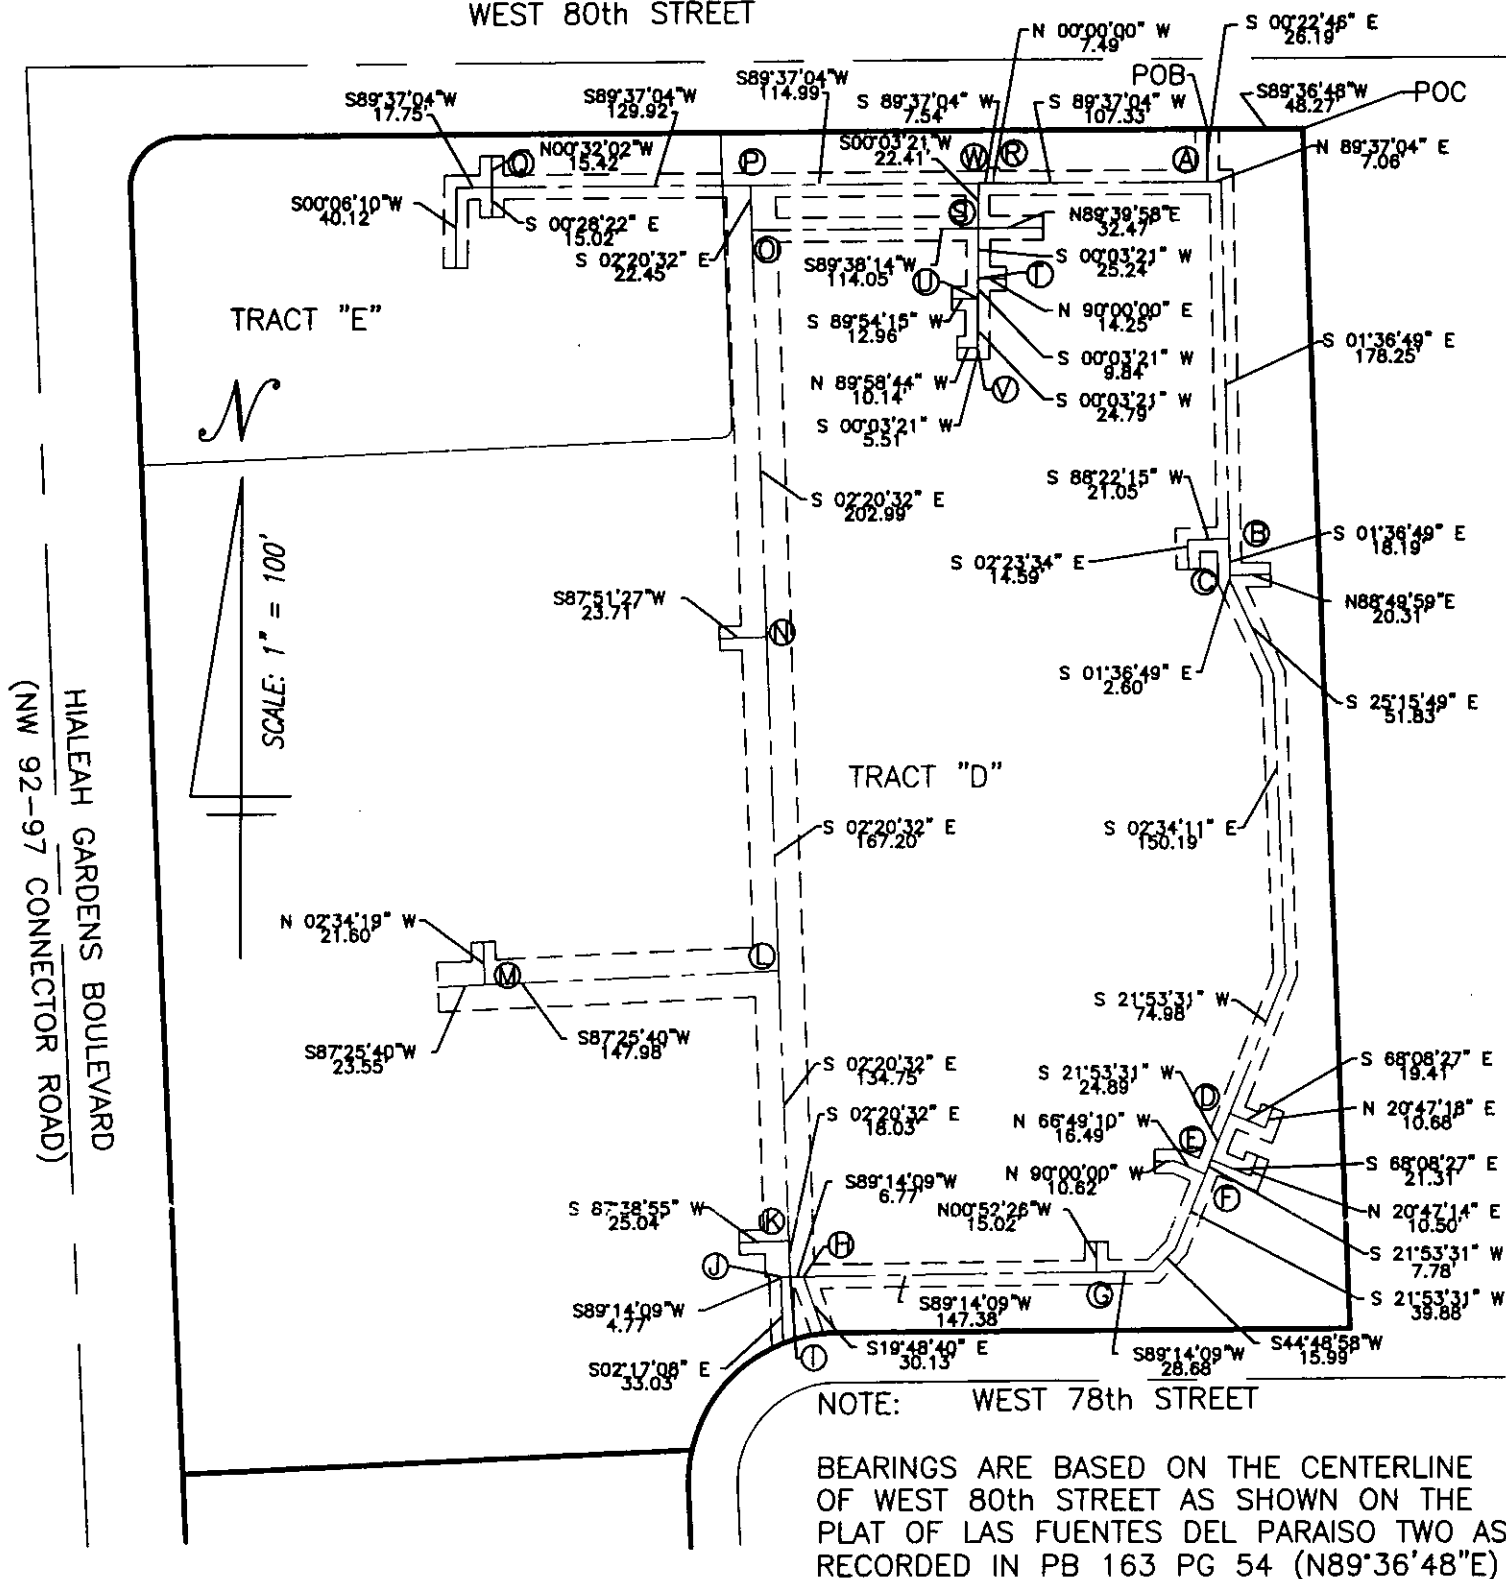 WEST 80th STREET
N 00°00'00" W
7.49'
S 00°22'46" E
26.19'
S89°37'04"W
17.75'
S89°37'04"W
129.92'
S89°37'04"W
114.99'
S 89°37'04" W
7.54'
S 89°37'04" W
107.33'
POB
S89°36'48"W
48.27'
POC
N00°32'02"W
15.42'
Q
P
S00°03'21"W
22.41'
W
R
A
N 89°37'04" E
7.06'
S00°06'10"W
40.12'
S 00°28'22" E
15.02'
S 02°20'32" E
22.45'
O
S
N89°39'58"E
32.47'
S89°38'14"W
114.05'
S 00°03'21" W
25.24'
U
T
TRACT "E"
S 89°54'15" W
12.96'
N 90°00'00" E
14.25'
S 00°03'21" W
9.84'
S 01°36'49" E
178.25'
N 89°58'44" W
10.14'
V
S 00°03'21" W
24.79'
S 00°03'21" W
5.51'
N
S 02°20'32" E
202.99'
S 88°22'15" W
21.05'
B
S 01°36'49" E
18.19'
S 02°23'34" E
14.59'
C
N88°49'59"E
20.31'
SCALE: 1" = 100'
S87°51'27"W
23.71'
N
S 01°36'49" E
2.60'
S 25°15'49" E
51.83'
HIALEAH GARDENS BOULEVARD
(NW 92-97 CONNECTOR ROAD)
TRACT "D"
S 02°20'32" E
167.20'
S 02°34'11" E
150.19'
N 02°34'19" W
21.60'
M
L
S87°25'40"W
23.55'
S87°25'40"W
147.98'
S 21°53'31" W
74.98'
S 02°20'32" E
134.75'
S 21°53'31" W
24.89'
D
S 68°08'27" E
19.41'
S 02°20'32" E
18.03'
N 66°49'10" W
16.49'
E
N 20°47'18" E
10.68'
S89°14'09"W
6.77'
N 90°00'00" W
10.62'
S 68°08'27" E
21.31'
S 87°38'55" W
25.04'
K
N00°52'26"W
15.02'
F
N 20°47'14" E
10.50'
H
J
S 21°53'31" W
7.78'
G
S89°14'09"W
4.77'
S89°14'09"W
147.38'
S 21°53'31" W
39.88'
S02°17'08" E
33.03'
I
S19°48'40" E
30.13'
S89°14'09"W
28.68'
S44°48'58"W
15.99'
NOTE: WEST 78th STREET
BEARINGS ARE BASED ON THE CENTERLINE
OF WEST 80th STREET AS SHOWN ON THE
PLAT OF LAS FUENTES DEL PARAISO TWO AS
RECORDED IN PB 163 PG 54 (N89°36'48"E)